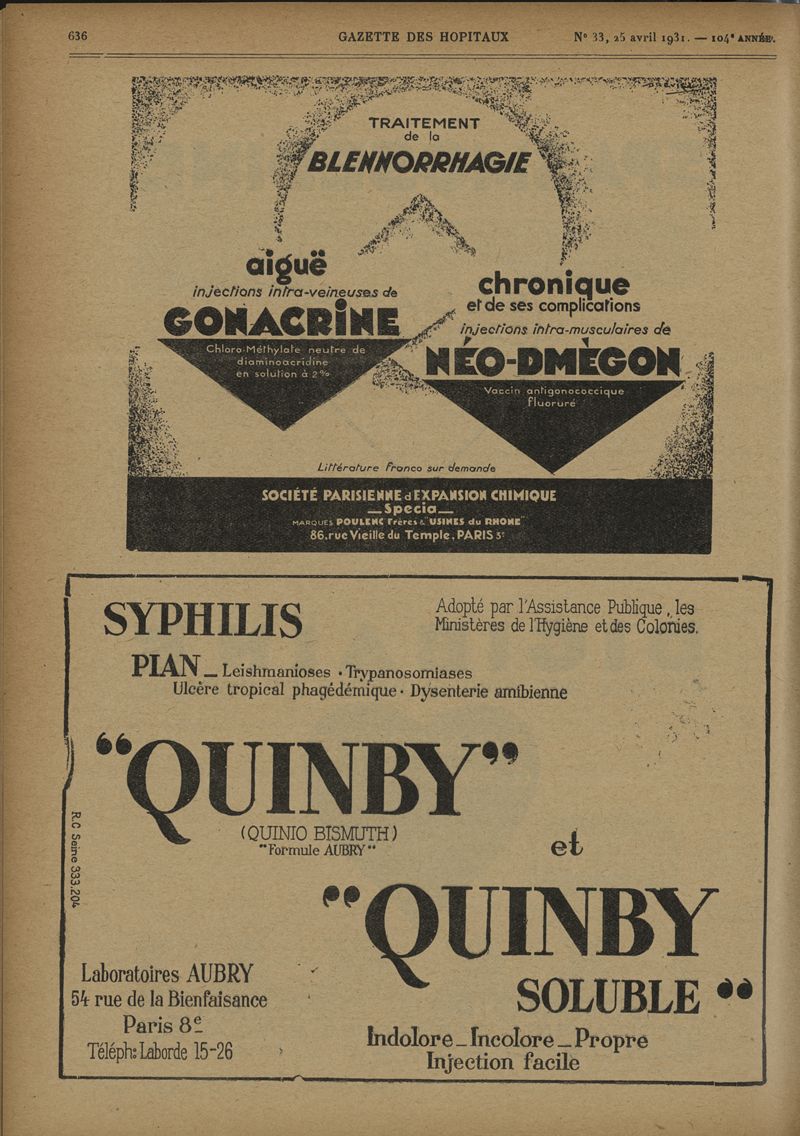 636
GAZETTE DES HOPITAUX
N° 33, 25 avril 1931. — 104e ANNÉE.
TRAITEMENT
de la
BLENNORRHAGIE
aiguë
injections intra-veineuses de
GONACRINE
Chloro-Méthylate neutre de
diaminoacridine
en solution à 2%
chronique
et de ses complications
injections intra-musculaires de
NÉO-DMÈGON
Vaccin antigonococcique
fluoruré
Littérature franco sur demande
SOCIÉTÉ PARISIENNE d'EXPANSION CHIMIQUE
_Specia_
MARQUES POULENC Frères & "USINES du RHONE"
86, rue Vieille du Temple, PARIS 3e
SYPHILIS
Adopté par l'Assistance Publique, les
Ministères de l'Hygiène et des Colonies.
PIAN _ Leishmanioses • Trypanosomiases
Ulcère tropical phagédémique • Dysenterie amibienne
"QUINBY"
(QUINIO BISMUTH)
"Formule AUBRY"
et
"QUINBY
SOLUBLE"
R.C Seine 333.204
Laboratoires AUBRY
54 rue de la Bienfaisance
Paris 8e
Téléph: Laborde 15-26
Indolore _ Incolore _ Propre
Injection facile